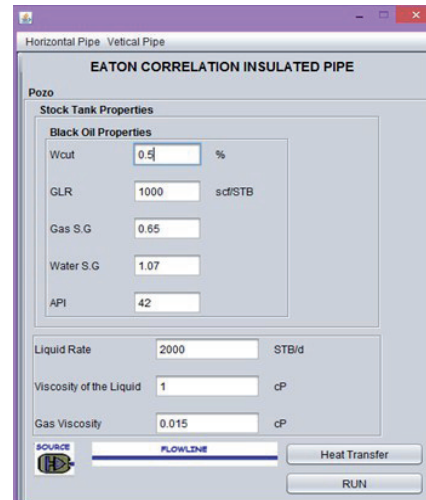 Horizontal Pipe Vetical Pipe
EATON CORRELATION INSULATED PIPE
Pozo
Stock Tank Properties
Black Oil Properties
Wcut 0.5 %
GLR 1000 scf/STB
Gas S.G 0.65
Water S.G 1.07
API 42
Liquid Rate 2000 STB/d
Viscosity of the Liquid 1 cP
Gas Viscosity 0.015 cP
SOURCE FLOWLINE Heat Transfer
RUN